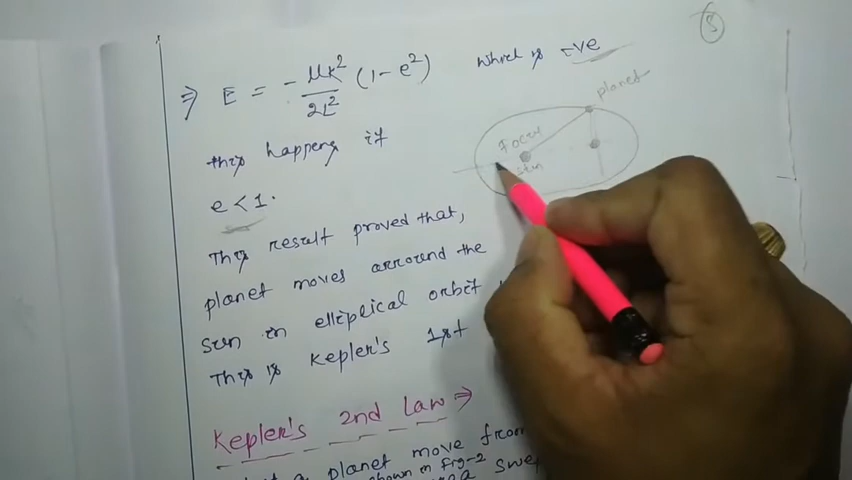 3
⇒ E = - μk² / 2L² (1 - e²) which is -ve
planet
Focus
sun
this happens if
e < 1.
This result proved that,
planet moves arround the
sun in elliptical orbit
This is Kepler's 1st
Kepler's 2nd Law ⇒
a planet move from
shown in Fig-2